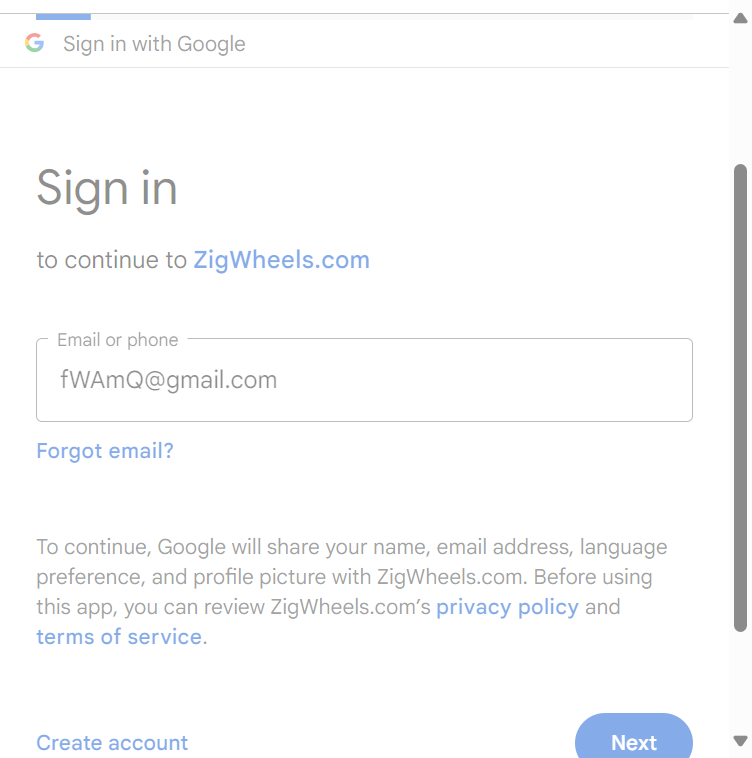 Sign in with Google
Sign in
to continue to ZigWheels.com
Email or phone
fWAmQ@gmail.com
Forgot email?
To continue, Google will share your name, email address, language
preference, and profile picture with ZigWheels.com. Before using
this app, you can review ZigWheels.com’s privacy policy and
terms of service.
Create account
Next